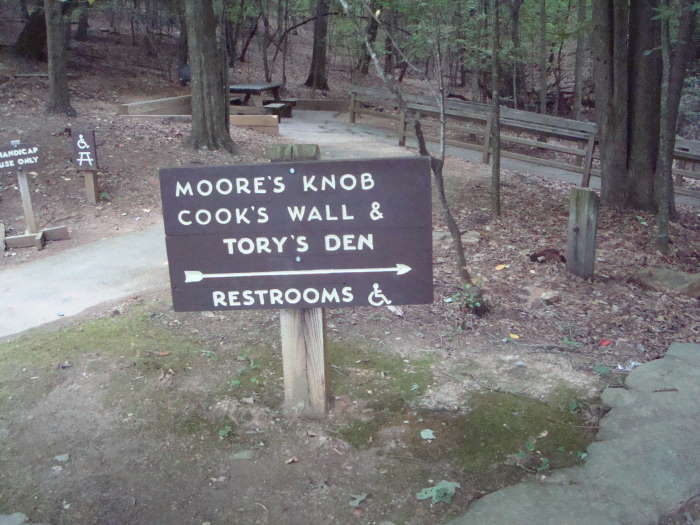 MOORE'S KNOB
COOK'S WALL &
TORY'S DEN
RESTROOMS
HANDICAP
USE ONLY